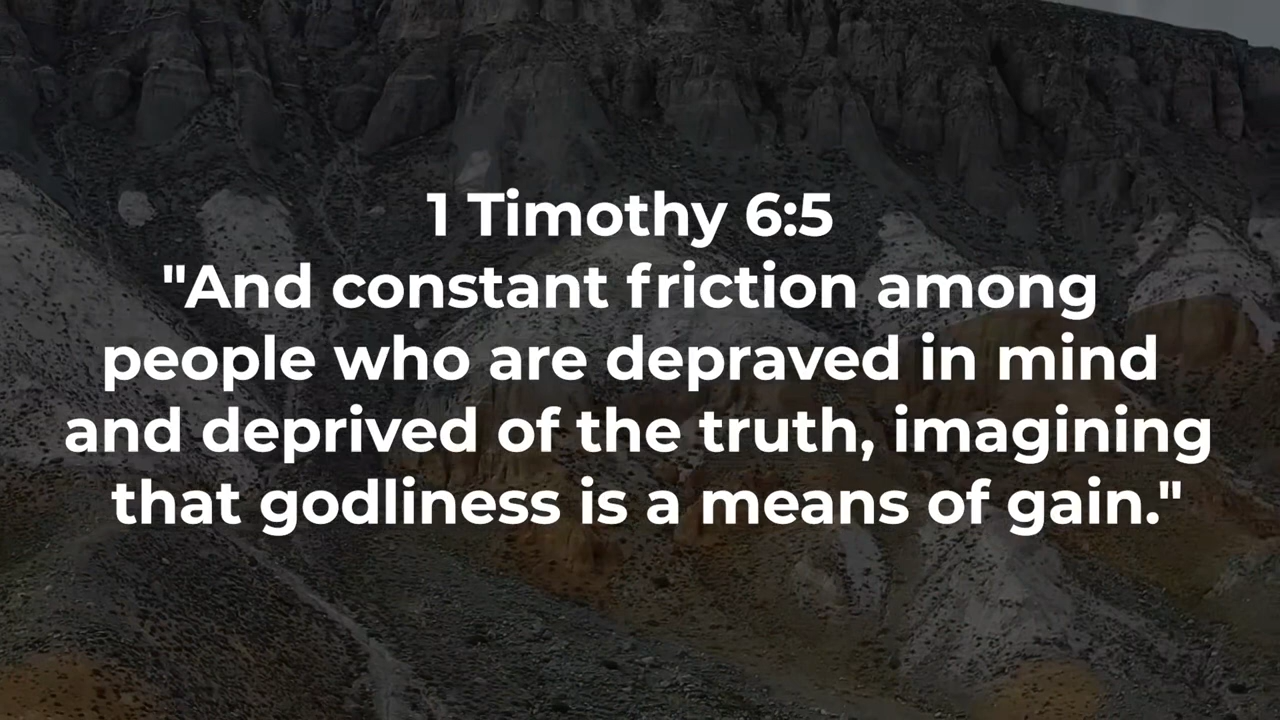 1 Timothy 6:5
"And constant friction among
people who are depraved in mind
and deprived of the truth, imagining
that godliness is a means of gain."